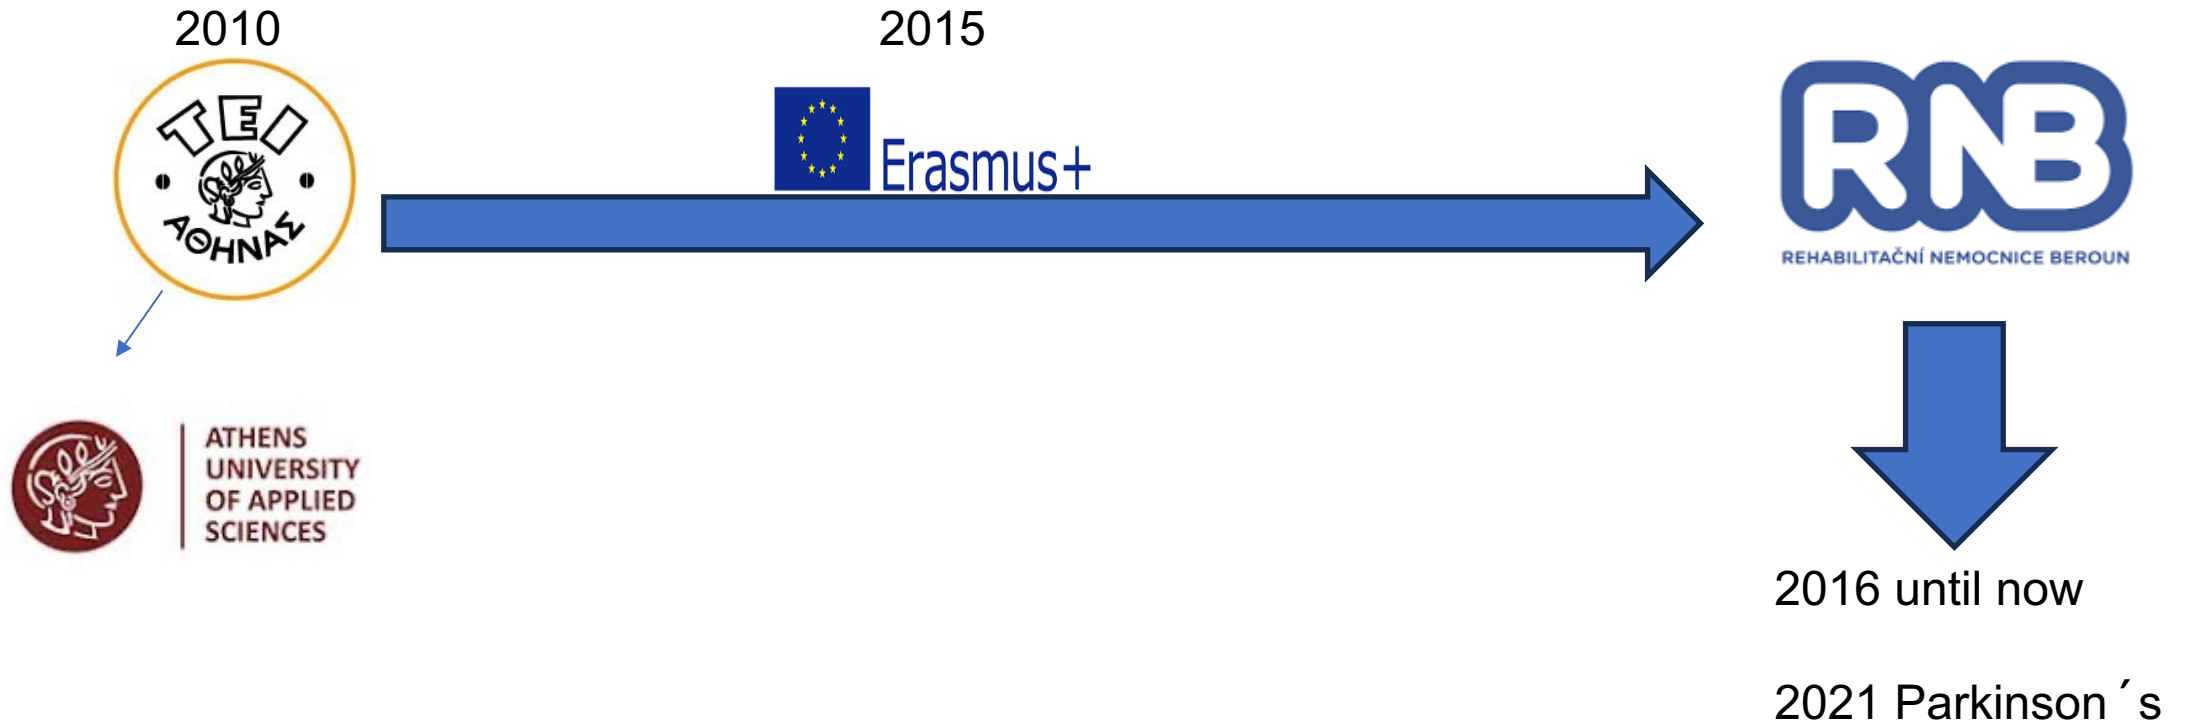 2010
2015
ΤΕΙ
ΑΘΗΝΑΣ
Erasmus+
RNB
REHABILITAČNÍ NEMOCNICE BEROUN
ATHENS
UNIVERSITY
OF APPLIED
SCIENCES
2016 until now
2021 Parkinson´s